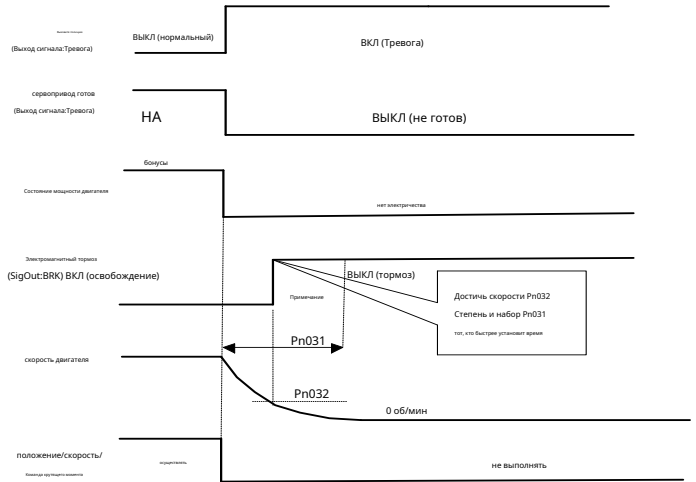 (Выход сигнала:Тревога)
ВЫКЛ (нормальный)
ВКЛ (Тревога)
сервопривод готов
(Выход сигнала:Тревога)
НА
ВЫКЛ (не готов)
бонусы
Состояние мощности двигателя
нет электричества
Электромагнитный тормоз
(SigOut:BRK) ВКЛ (освобождение)
ВЫКЛ (тормоз)
Примечания
Достичь скорости Pn032
Степень и набор Pn031
тот, кто быстрее установит время
Pn031
скорость двигателя
Pn032
0 об/мин
положение/скорость/
Команда крутящего момента
осуществлять
не выполнять